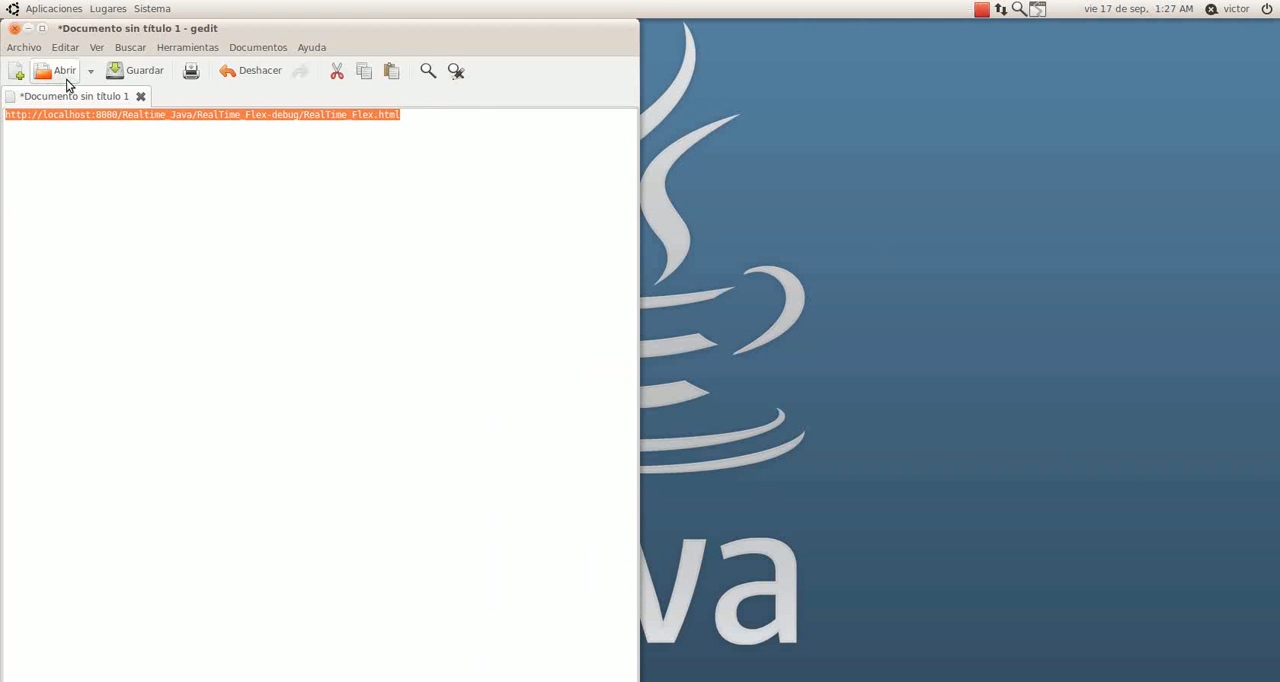 Aplicaciones Lugares Sistema
vie 17 de sep, 1:27 AM victor
*Documento sin título 1 - gedit
Archivo Editar Ver Buscar Herramientas Documentos Ayuda
Abrir Guardar Deshacer
*Documento sin título 1
http://localhost:8080/Realtime_Java/RealTime_Flex-debug/RealTime_Flex.html
va